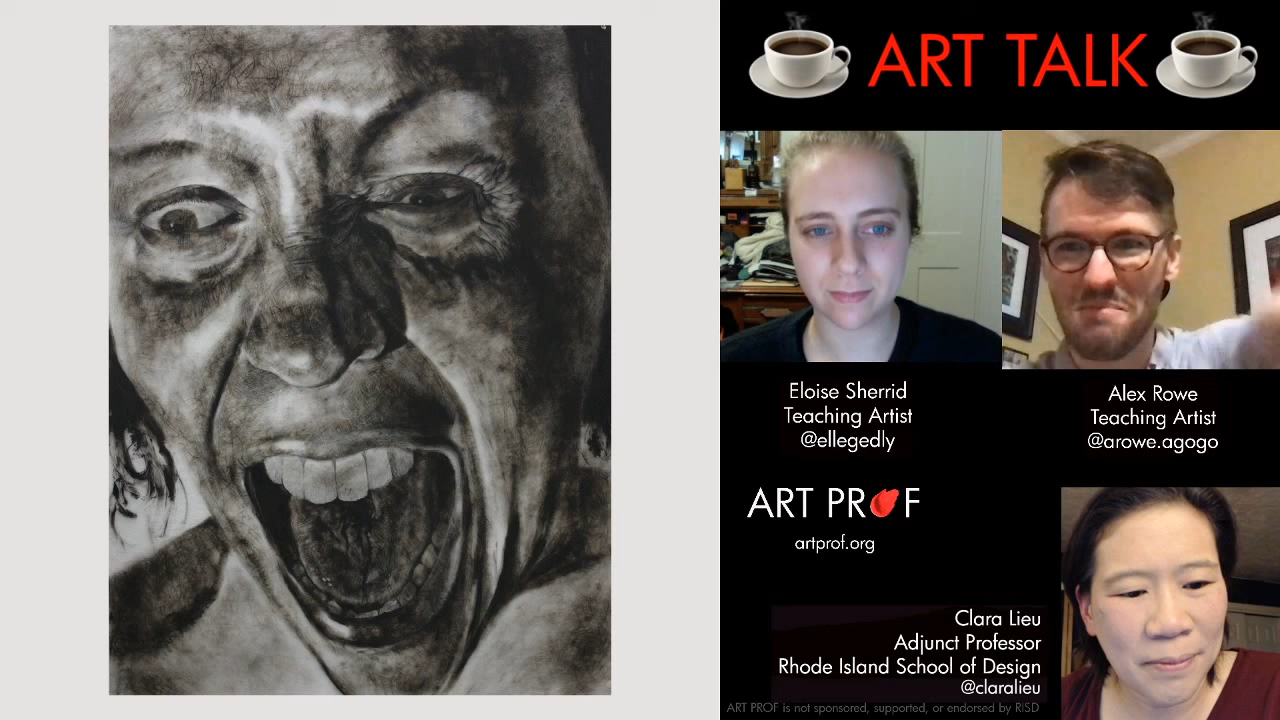 ART TALK
Eloise Sherrid
Teaching Artist
@ellegedly
Alex Rowe
Teaching Artist
@arowe.agogo
ART PROF
artprof.org
Clara Lieu
Adjunct Professor
Rhode Island School of Design
@claralieu
ART PROF is not sponsored, supported, or endorsed by RISD